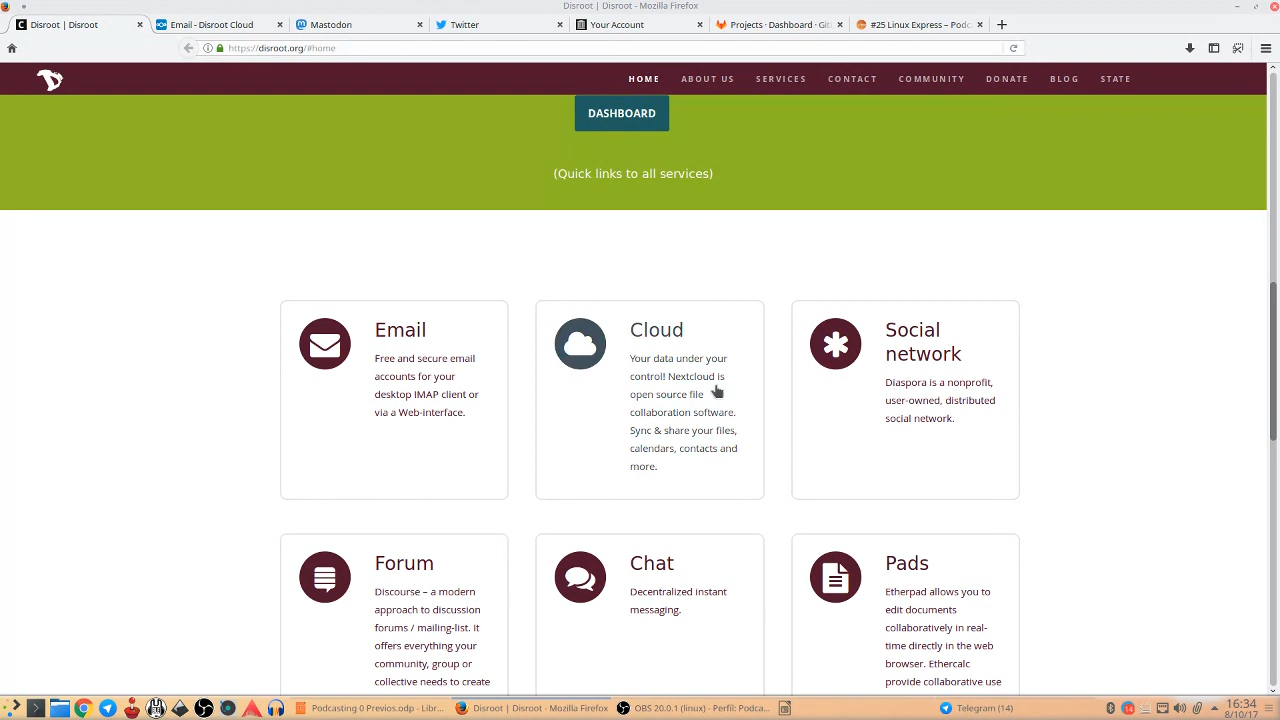 Disroot | Disroot - Mozilla Firefox
Disroot | Disroot
Email - Disroot Cloud
Mastodon
Twitter
Your Account
Projects · Dashboard · Git
#25 Linux Express – Podc
https://disroot.org/#home
HOME
ABOUT US
SERVICES
CONTACT
COMMUNITY
DONATE
BLOG
STATE
DASHBOARD
(Quick links to all services)
Email
Free and secure email
accounts for your
desktop IMAP client or
via a Web-interface.
Cloud
Your data under your
control! Nextcloud is
open source file
collaboration software.
Sync & share your files,
calendars, contacts and
more.
Social
network
Diaspora is a nonprofit,
user-owned, distributed
social network.
Forum
Discourse – a modern
approach to discussion
forums / mailing-list. It
offers everything your
community, group or
collective needs to create
Chat
Decentralized instant
messaging.
Pads
Etherpad allows you to
edit documents
collaboratively in real-
time directly in the web
browser. Ethercalc
provide collaborative use
Podcasting 0 Previos.odp - Libr...
Disroot | Disroot - Mozilla Firefox
OBS 20.0.1 (linux) - Perfil: Podca...
Telegram (14)
14
16:34
8/10/17